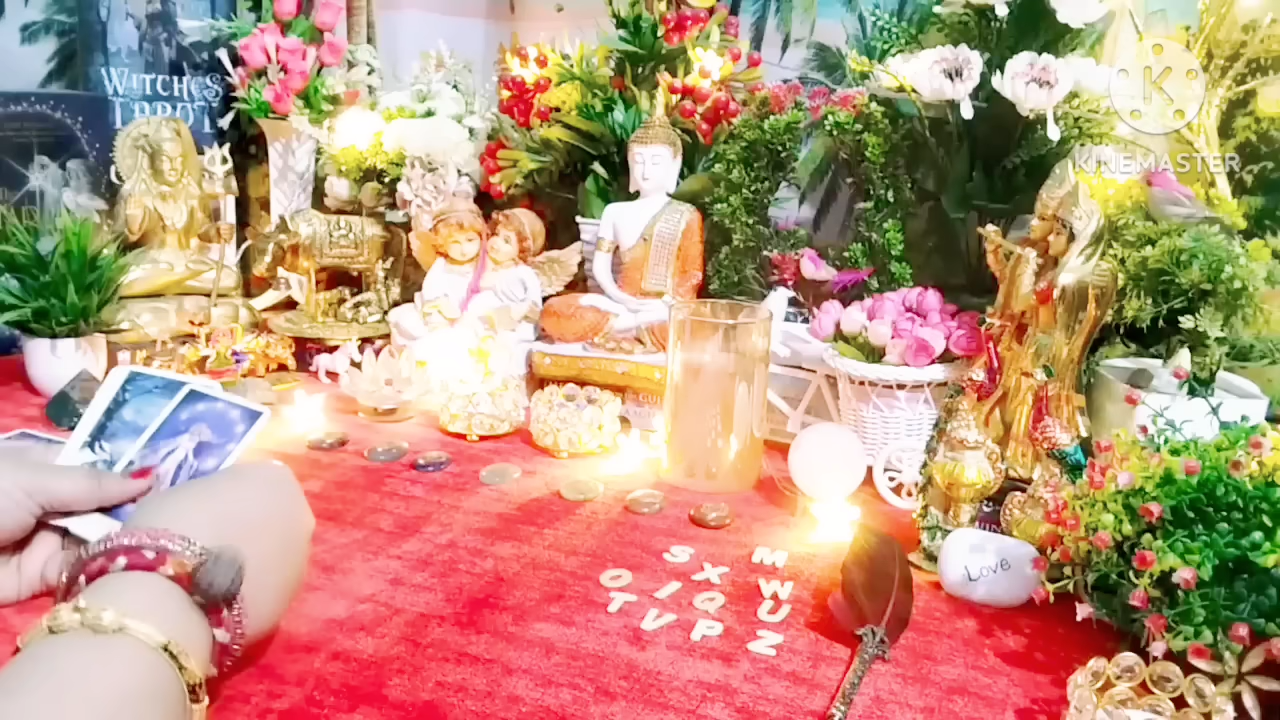 WITCHES
TAROT
K
KINEMASTER
Love
S X M
O I Q W
T V P U
Z